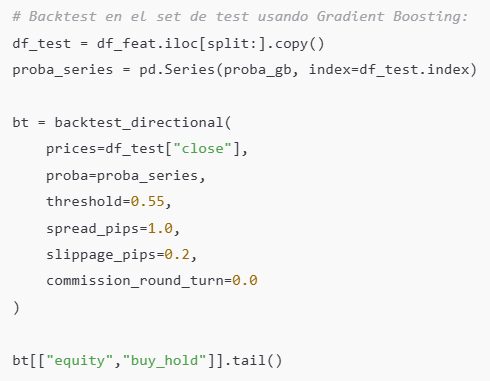 # Backtest en el set de test usando Gradient Boosting:
df_test = df_feat.iloc[split:].copy()
proba_series = pd.Series(proba_gb, index=df_test.index)

bt = backtest_directional(
    prices=df_test["close"],
    proba=proba_series,
    threshold=0.55,
    spread_pips=1.0,
    slippage_pips=0.2,
    commission_round_turn=0.0
)

bt[["equity","buy_hold"]].tail()